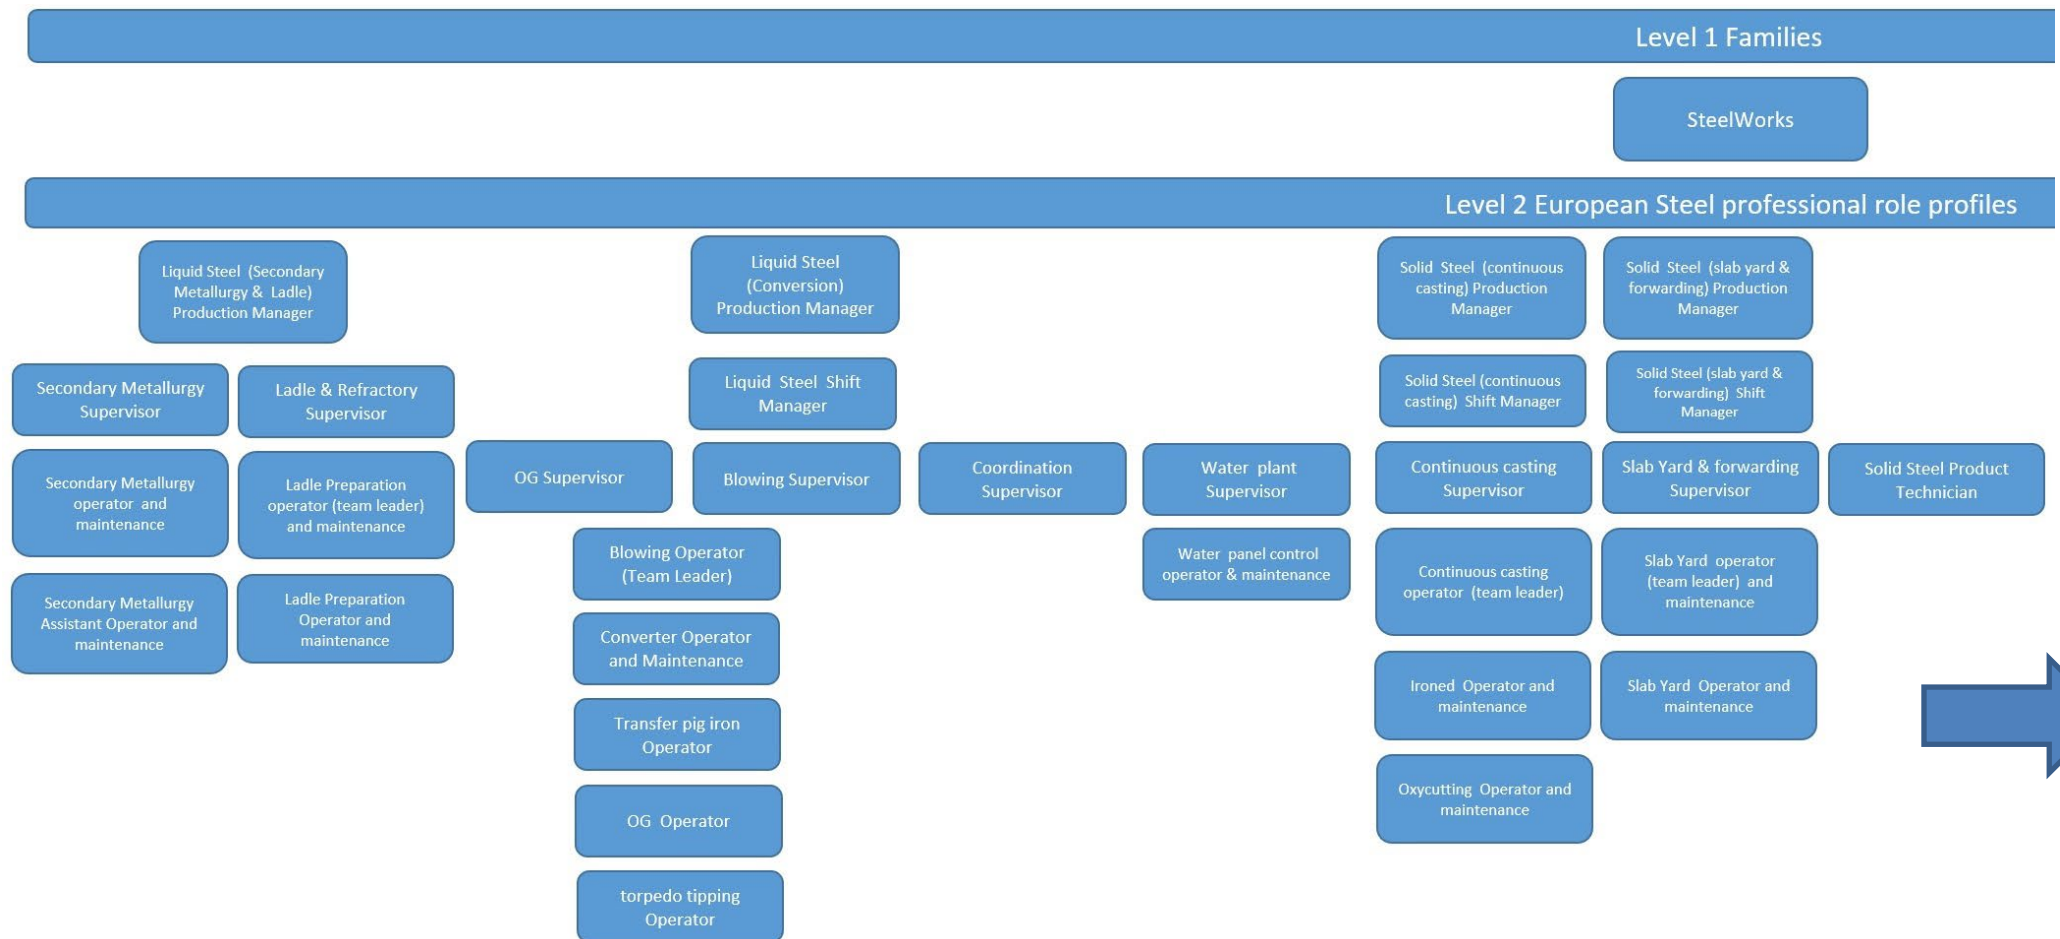 Level 1 Families
SteelWorks
Level 2 European Steel professional role profiles
Liquid Steel (Secondary
Metallurgy & Ladle)
Production Manager
Liquid Steel
(Conversion)
Production Manager
Solid Steel (continuous
casting) Production
Manager
Solid Steel (slab yard &
forwarding) Production
Manager
Secondary Metallurgy
Supervisor
Ladle & Refractory
Supervisor
Liquid Steel Shift
Manager
Solid Steel (continuous
casting) Shift Manager
Solid Steel (slab yard &
forwarding) Shift
Manager
Secondary Metallurgy
operator and
maintenance
Ladle Preparation
operator (team leader)
and maintenance
OG Supervisor
Blowing Supervisor
Coordination
Supervisor
Water plant
Supervisor
Continuous casting
Supervisor
Slab Yard & forwarding
Supervisor
Solid Steel Product
Technician
Blowing Operator
(Team Leader)
Water panel control
operator & maintenance
Continuous casting
operator (team leader)
Slab Yard operator
(team leader) and
maintenance
Secondary Metallurgy
Assistant Operator and
maintenance
Ladle Preparation
Operator and
maintenance
Converter Operator
and Maintenance
Ironed Operator and
maintenance
Slab Yard Operator and
maintenance
Transfer pig iron
Operator
Oxycutting Operator and
maintenance
OG Operator
torpedo tipping
Operator